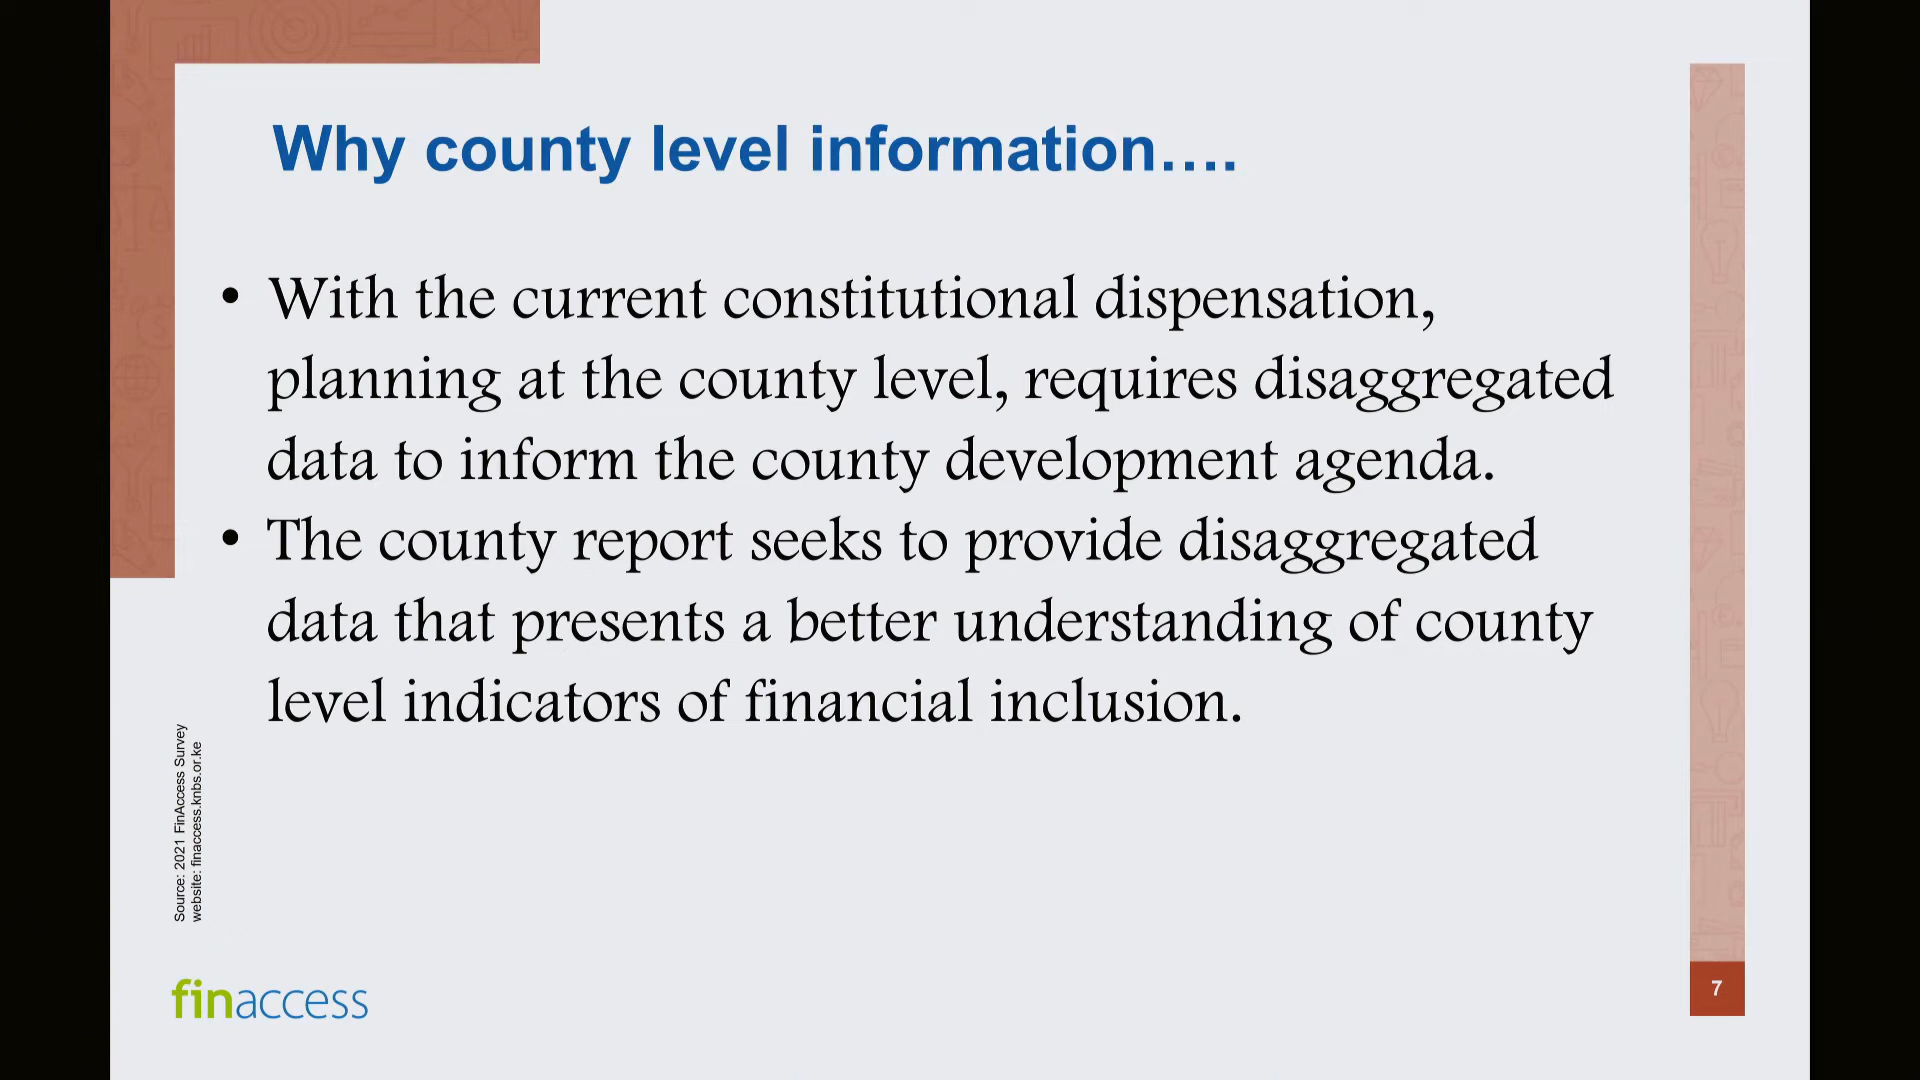 Why county level information….
• With the current constitutional dispensation,
planning at the county level, requires disaggregated
data to inform the county development agenda.
• The county report seeks to provide disaggregated
data that presents a better understanding of county
level indicators of financial inclusion.
Source: 2021 FinAccess Survey
website: finaccess.knbs.or.ke
finaccess
7